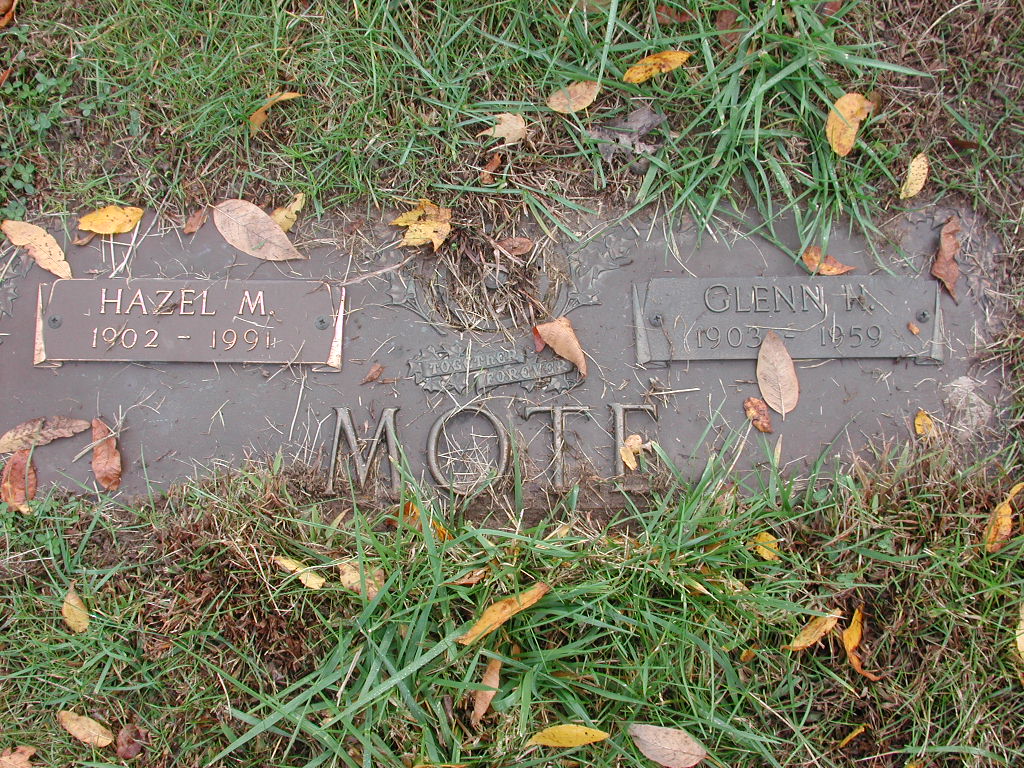 HAZEL M.
1902 - 1991
GLENN H.
1903 - 1959
TOGETHER
FOREVER
MOTE